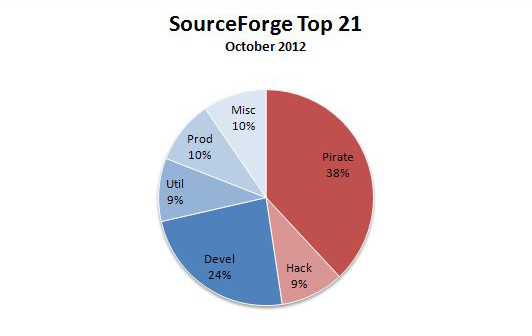 SourceForge Top 21
October 2012
Misc
10%
Prod
10%
Pirate
38%
Util
9%
Devel
24%
Hack
9%